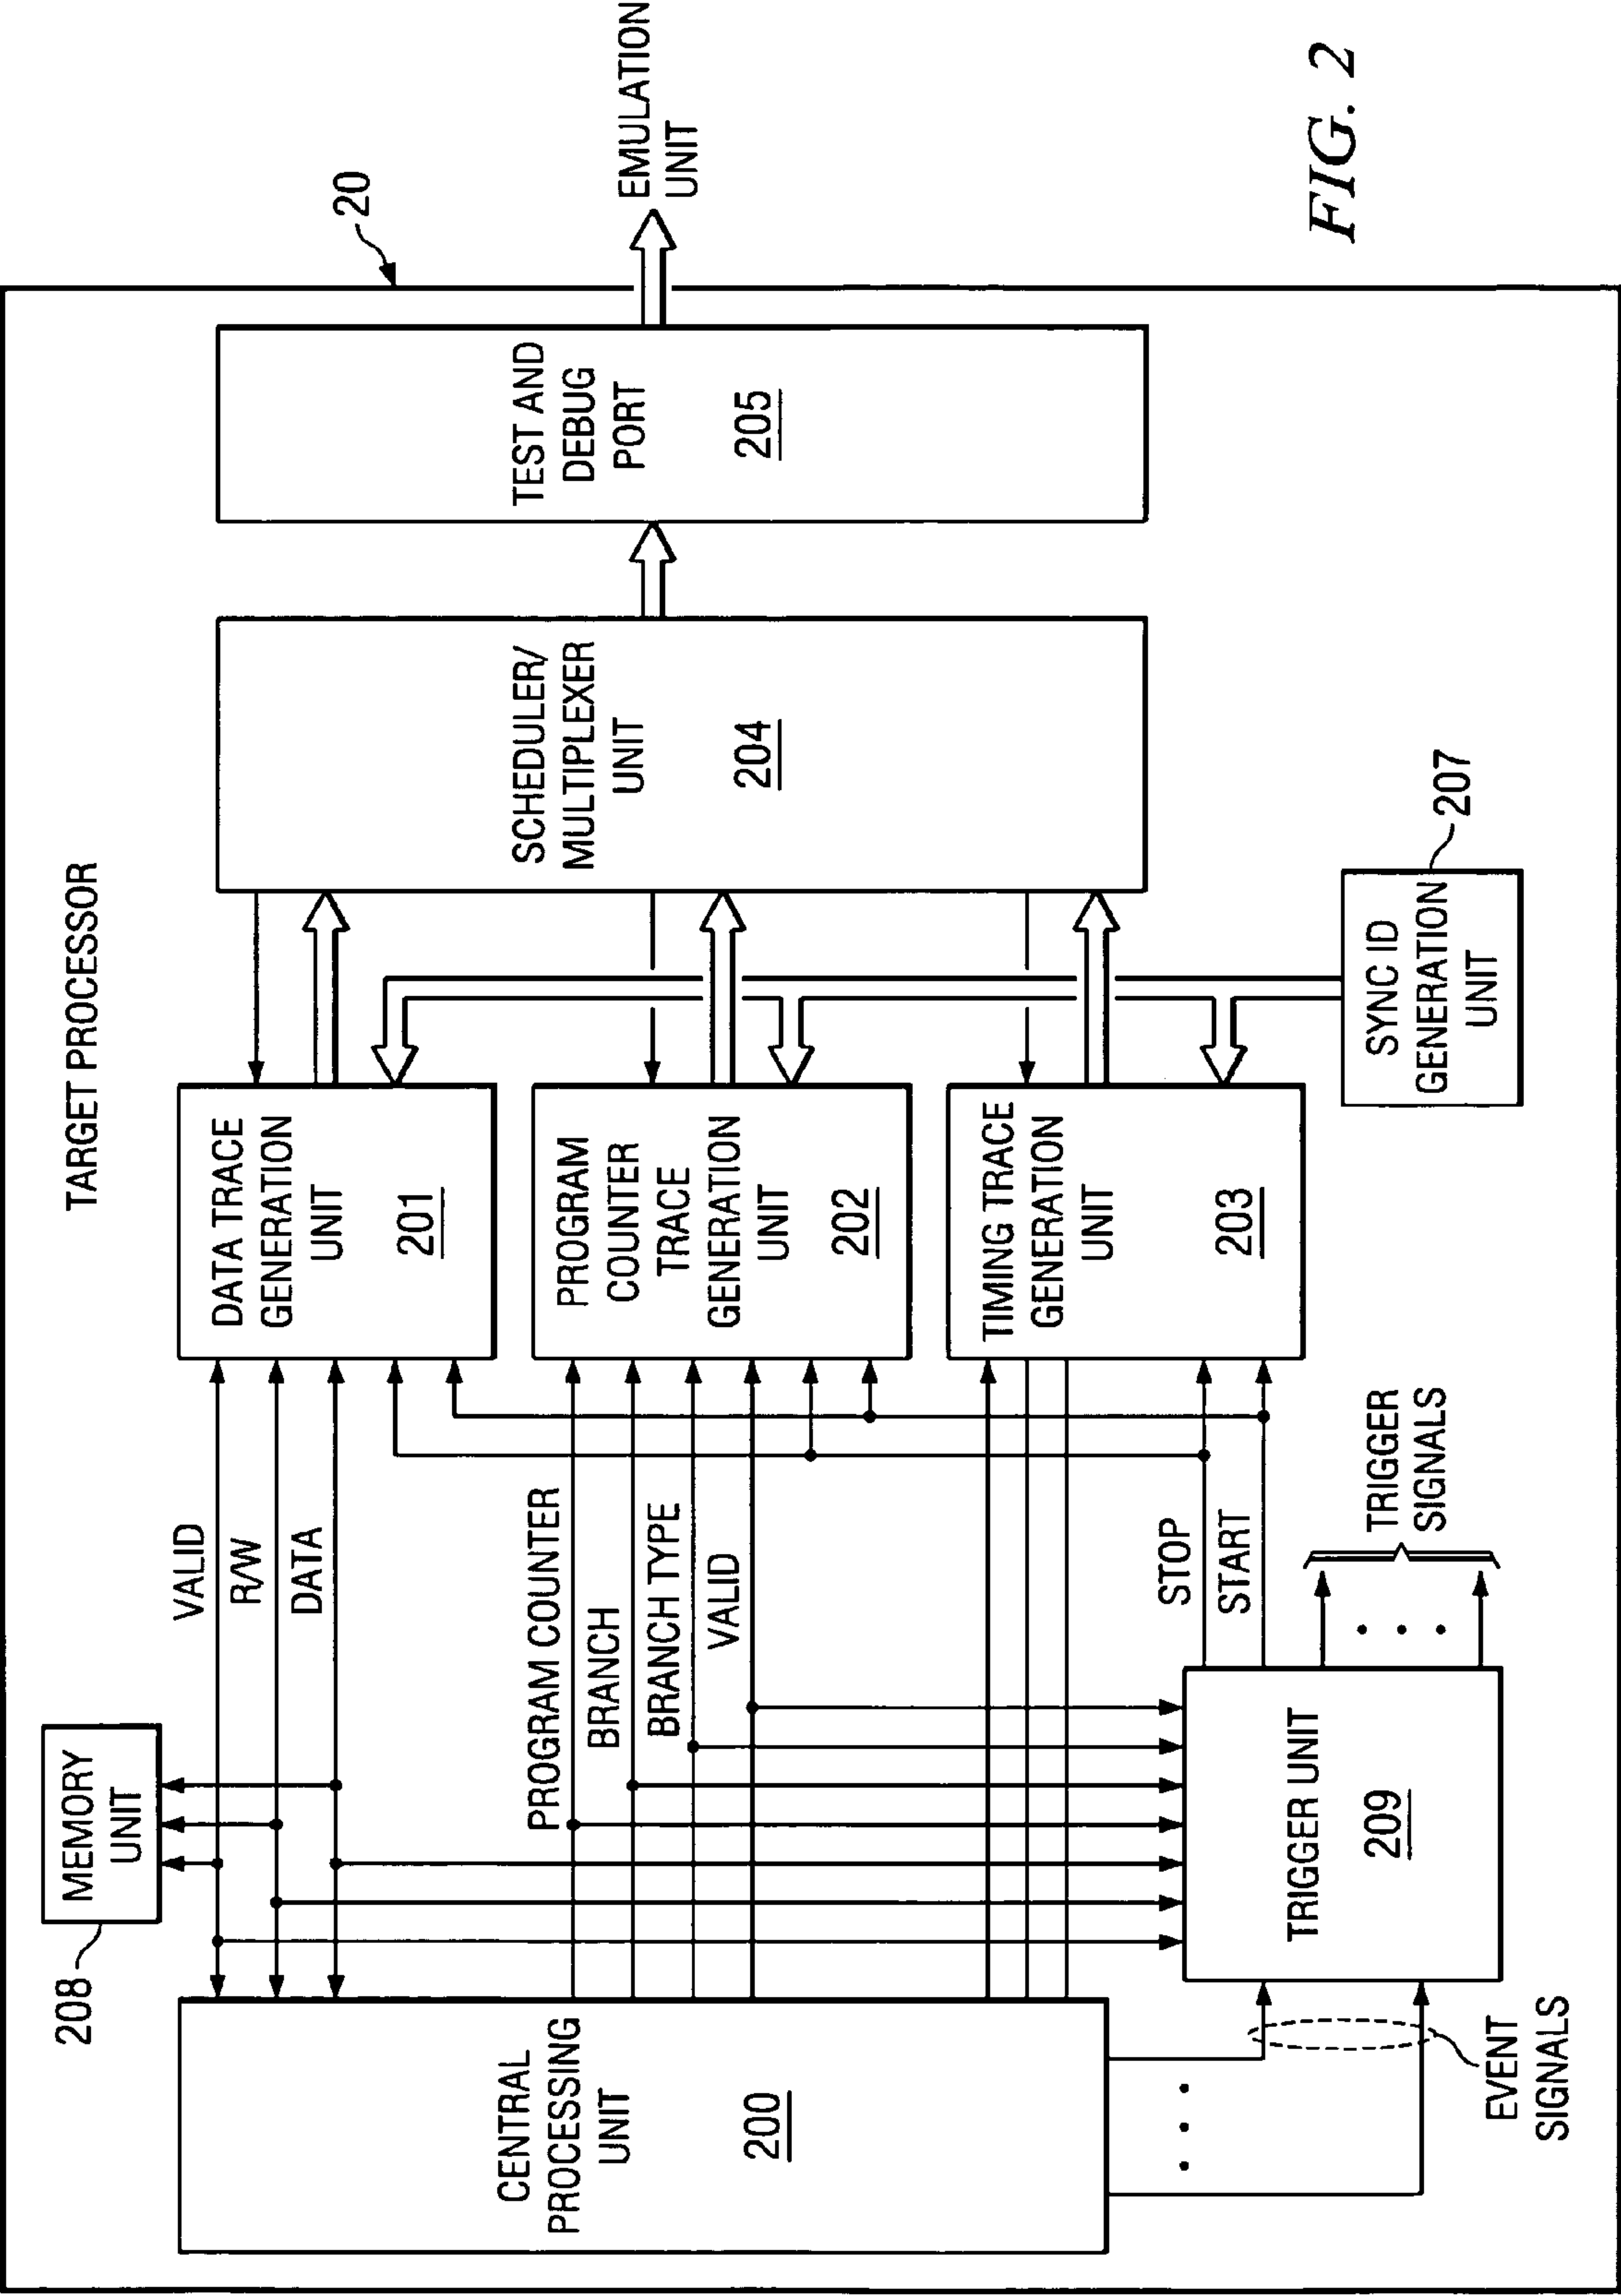 TARGET PROCESSOR
20
208
MEMORY
UNIT
VALID
R/W
DATA
DATA TRACE
GENERATION
UNIT
201
CENTRAL
PROCESSING
UNIT
200
PROGRAM COUNTER
BRANCH
BRANCH TYPE
VALID
PROGRAM
COUNTER
TRACE
GENERATION
UNIT
202
SCHEDULER/
MULTIPLEXER
UNIT
204
TEST AND
DEBUG
PORT
205
EMULATION
UNIT
TIMING TRACE
GENERATION
UNIT
203
STOP
START
TRIGGER UNIT
209
TRIGGER
SIGNALS
EVENT
SIGNALS
SYNC ID
GENERATION
UNIT
207
FIG. 2